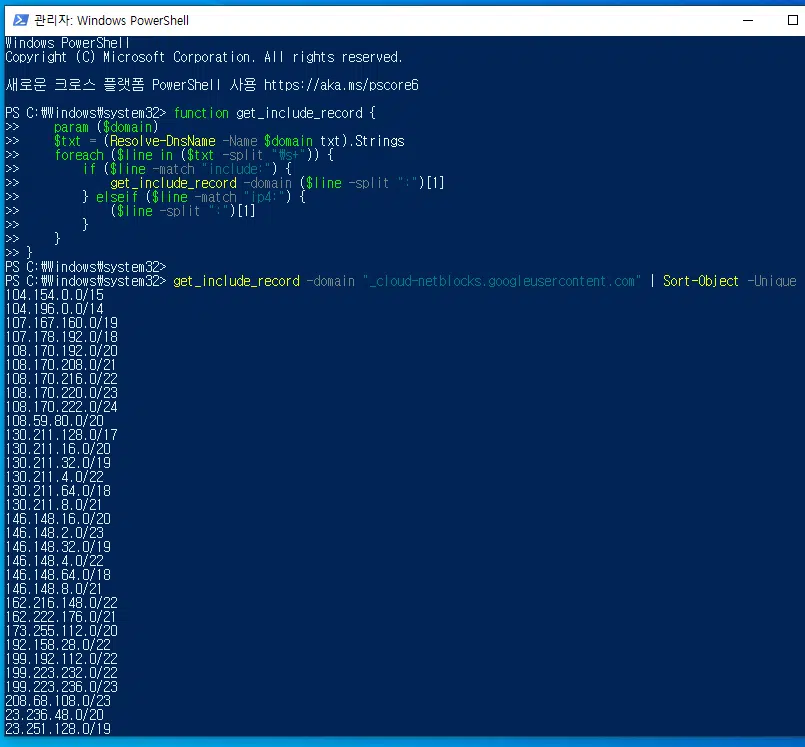 관리자: Windows PowerShell
Windows PowerShell
Copyright (C) Microsoft Corporation. All rights reserved.
새로운 크로스 플랫폼 PowerShell 사용 https://aka.ms/pscore6
PS C:₩Windows₩system32> function get_include_record {
>>     param ($domain)
>>     $txt = (Resolve-DnsName -Name $domain txt).Strings
>>     foreach ($line in ($txt -split "₩s+")) {
>>         if ($line -match "include:") {
>>             get_include_record -domain ($line -split ":")[1]
>>         } elseif ($line -match "ip4:") {
>>             ($line -split ":")[1]
>>         }
>>     }
>> }
PS C:₩Windows₩system32>
PS C:₩Windows₩system32> get_include_record -domain "_cloud-netblocks.googleusercontent.com" | Sort-Object -Unique
104.154.0.0/15
104.196.0.0/14
107.167.160.0/19
107.178.192.0/18
108.170.192.0/20
108.170.208.0/21
108.170.216.0/22
108.170.220.0/23
108.170.222.0/24
108.59.80.0/20
130.211.128.0/17
130.211.16.0/20
130.211.32.0/19
130.211.4.0/22
130.211.64.0/18
130.211.8.0/21
146.148.16.0/20
146.148.2.0/23
146.148.32.0/19
146.148.4.0/22
146.148.64.0/18
146.148.8.0/21
162.216.148.0/22
162.222.176.0/21
173.255.112.0/20
192.158.28.0/22
199.192.112.0/22
199.223.232.0/22
199.223.236.0/23
208.68.108.0/23
23.236.48.0/20
23.251.128.0/19